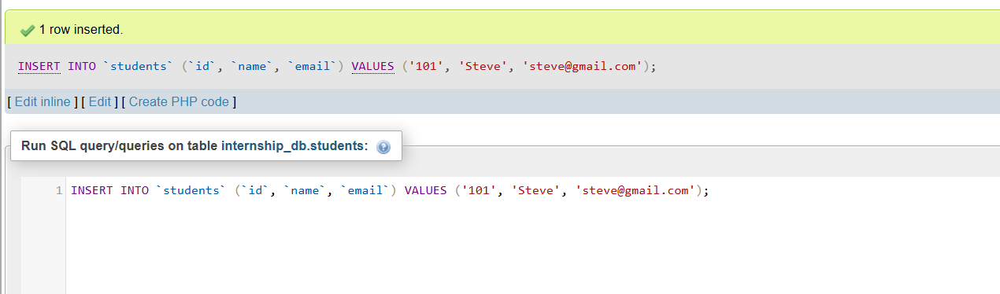 1 row inserted.
INSERT INTO `students` (`id`, `name`, `email`) VALUES ('101', 'Steve', 'steve@gmail.com');
[ Edit inline ] [ Edit ] [ Create PHP code ]
Run SQL query/queries on table internship_db.students:
1 INSERT INTO `students` (`id`, `name`, `email`) VALUES ('101', 'Steve', 'steve@gmail.com');